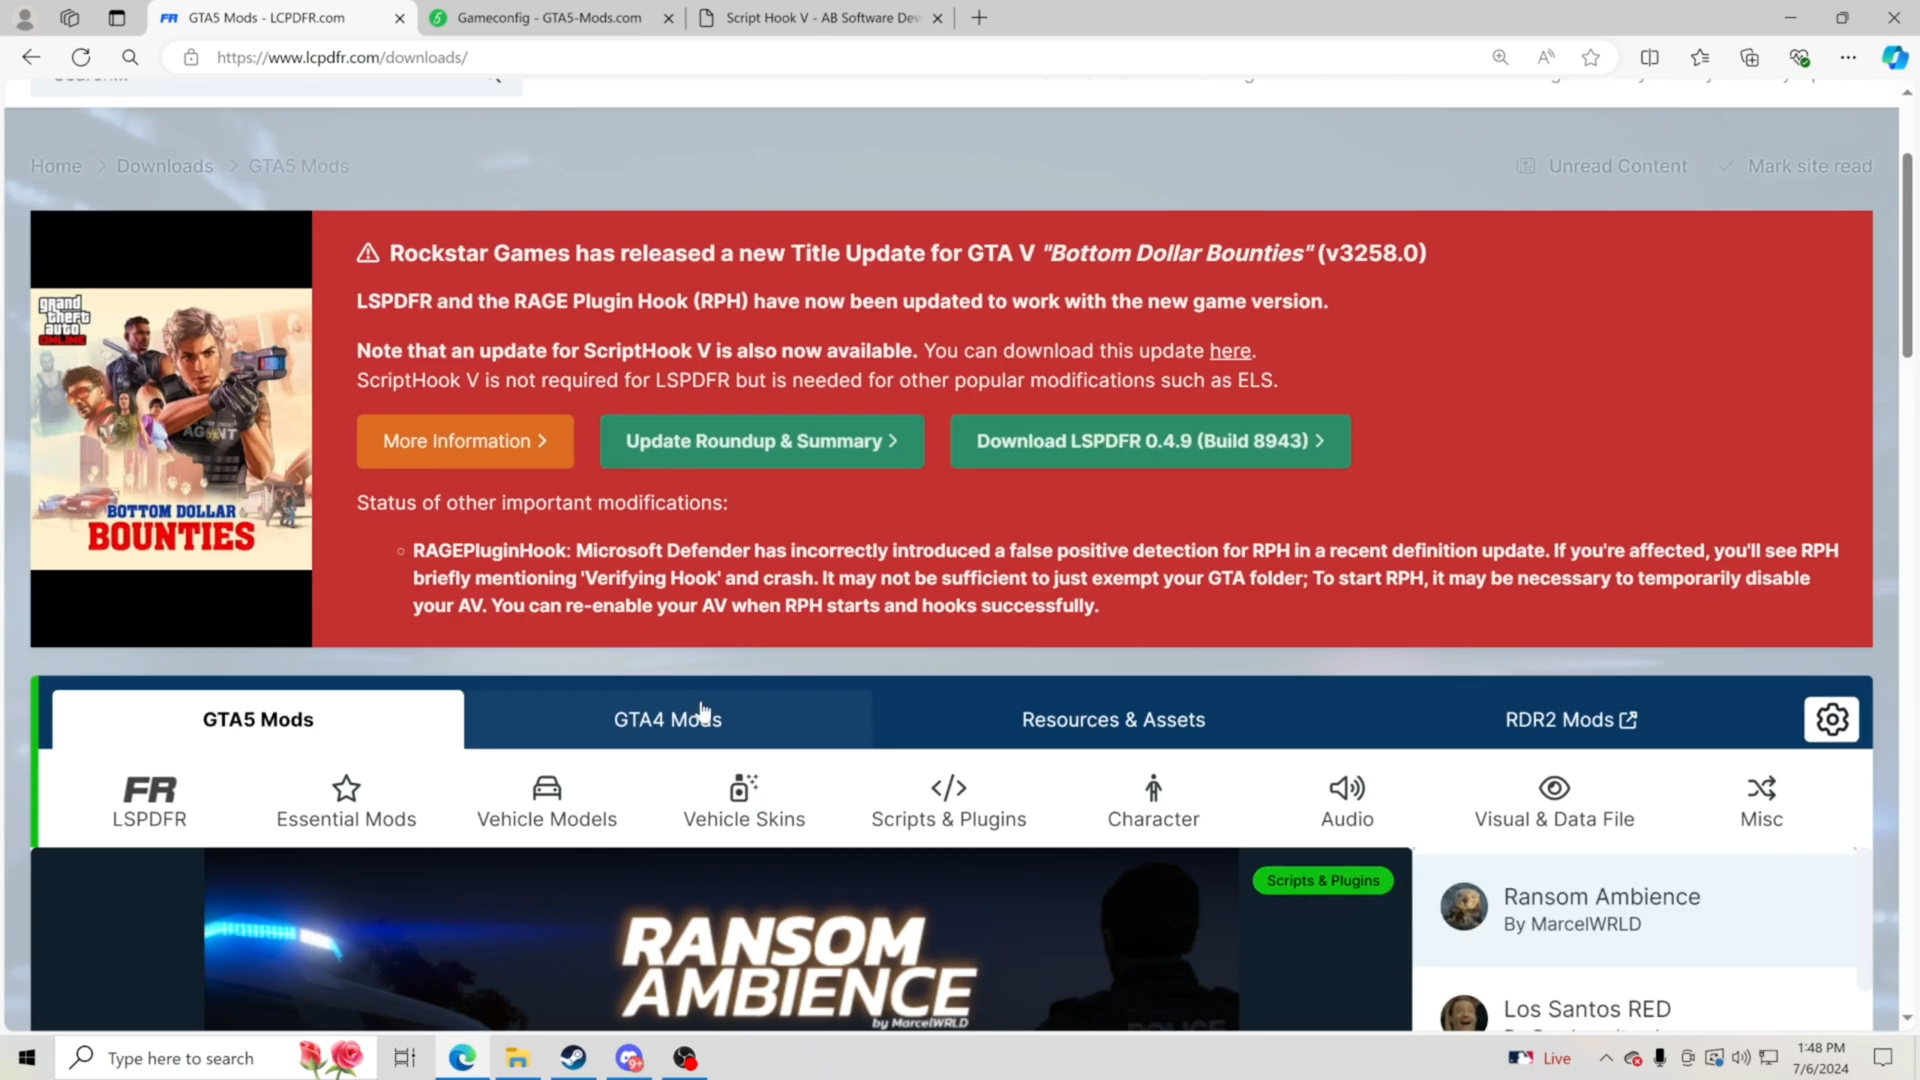 GTA5 Mods - LCPDFR.com
Gameconfig - GTA5-Mods.com
Script Hook V - AB Software Dev
https://www.lcpdfr.com/downloads/
Home > Downloads > GTA5 Mods
Unread Content
Mark site read
Rockstar Games has released a new Title Update for GTA V "Bottom Dollar Bounties" (v3258.0)
LSPDFR and the RAGE Plugin Hook (RPH) have now been updated to work with the new game version.
Note that an update for ScriptHook V is also now available. You can download this update here.
ScriptHook V is not required for LSPDFR but is needed for other popular modifications such as ELS.
More Information >
Update Roundup & Summary >
Download LSPDFR 0.4.9 (Build 8943) >
Status of other important modifications:
RAGEPluginHook: Microsoft Defender has incorrectly introduced a false positive detection for RPH in a recent definition update. If you're affected, you'll see RPH
briefly mentioning 'Verifying Hook' and crash. It may not be sufficient to just exempt your GTA folder; To start RPH, it may be necessary to temporarily disable
your AV. You can re-enable your AV when RPH starts and hooks successfully.
grand
theft
auto
ONLINE
AGENT
BOTTOM DOLLAR
BOUNTIES
GTA5 Mods
GTA4 Mods
Resources & Assets
RDR2 Mods
FR
LSPDFR
Essential Mods
Vehicle Models
Vehicle Skins
Scripts & Plugins
Character
Audio
Visual & Data File
Misc
Scripts & Plugins
RANSOM
AMBIENCE
by MarcelWRLD
POLICE
Ransom Ambience
By MarcelWRLD
Los Santos RED
Type here to search
9+
Live
1:48 PM
7/6/2024